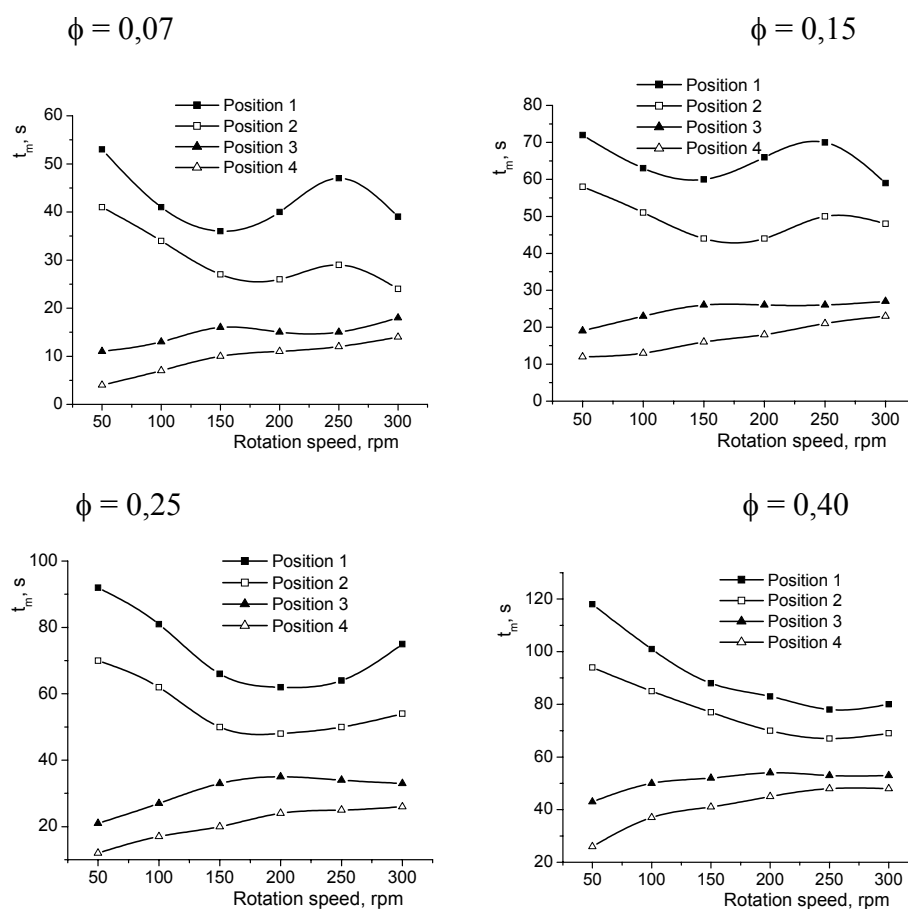 ϕ = 0,07
ϕ = 0,15
Position 1
Position 2
Position 3
Position 4
t_m, s
60
50
40
30
20
10
0
50 100 150 200 250 300
Rotation speed, rpm
Position 1
Position 2
Position 3
Position 4
t_m, s
80
70
60
50
40
30
20
10
0
50 100 150 200 250 300
Rotation speed, rpm
ϕ = 0,25
ϕ = 0,40
Position 1
Position 2
Position 3
Position 4
t_m, s
100
80
60
40
20
50 100 150 200 250 300
Rotation speed, rpm
Position 1
Position 2
Position 3
Position 4
t_m, s
120
100
80
60
40
20
50 100 150 200 250 300
Rotation speed, rpm